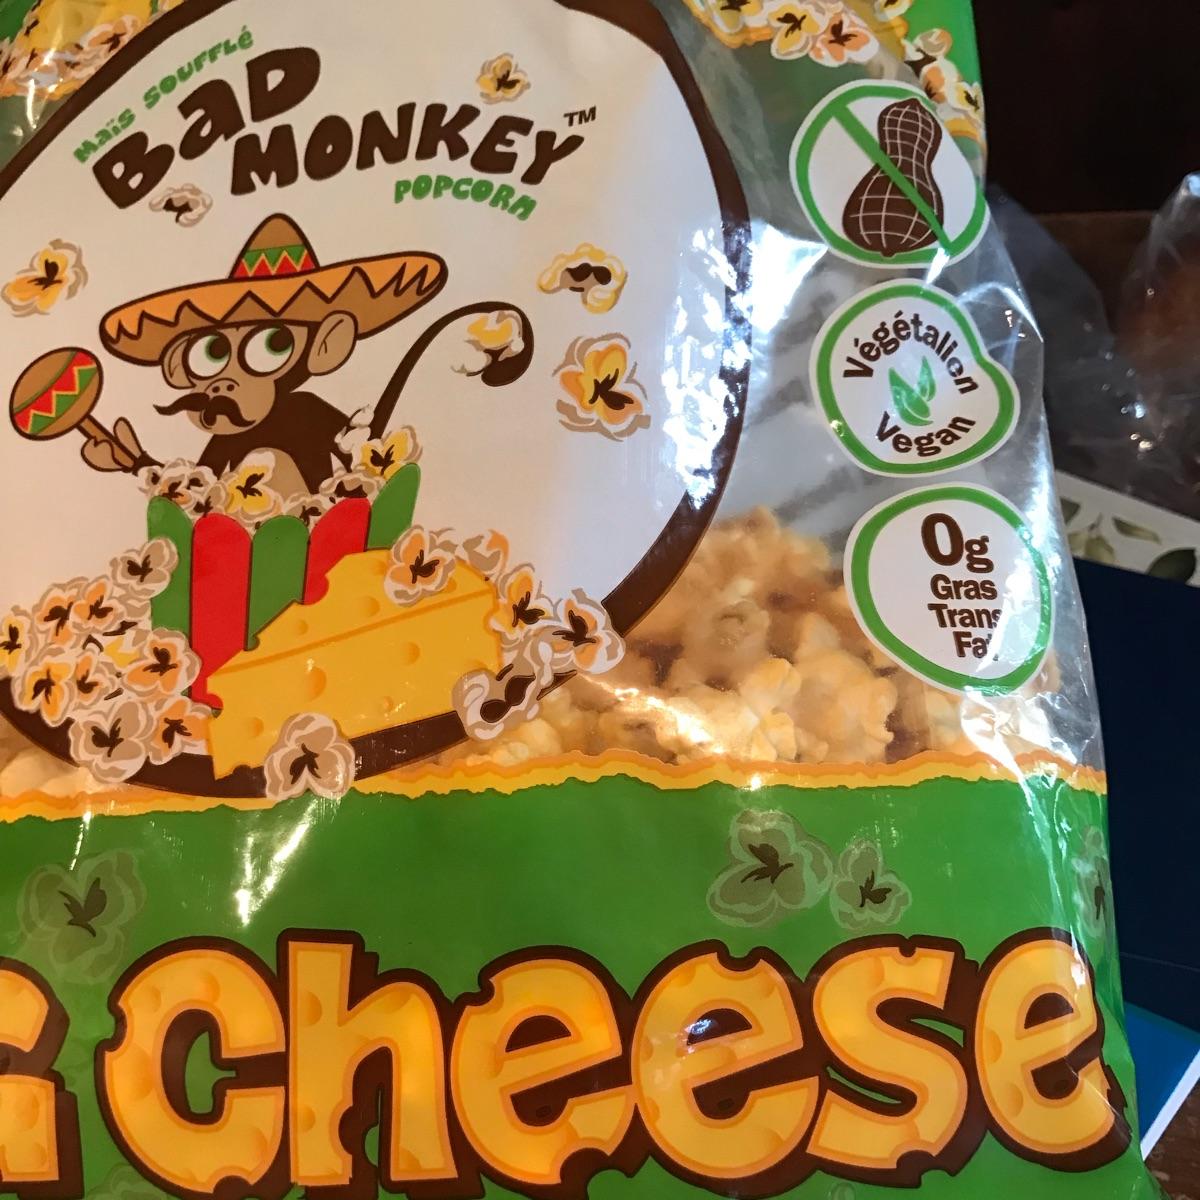 Maïs SOUFFLÉ
BaD
MONKEY™
POPCORN
Végétalien
Vegan
0g
Gras
Trans
Fat
cheese